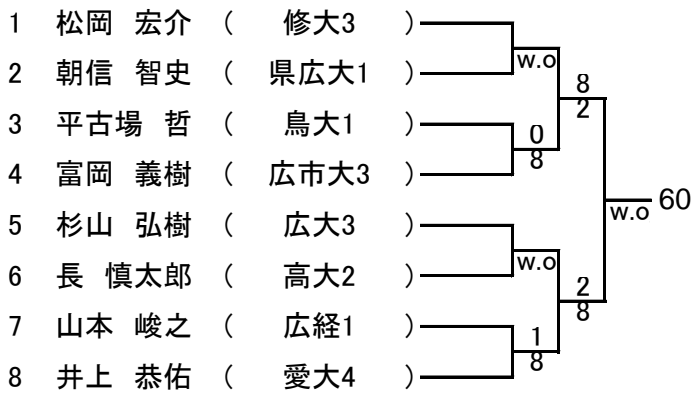 1 松岡 宏介 ( 修大3 )
w.o
2 朝信 智史 ( 県広大1 )
8
2
3 平古場 哲 ( 鳥大1 )
0
8
4 富岡 義樹 ( 広市大3 )
w.o 60
5 杉山 弘樹 ( 広大3 )
w.o
6 長 慎太郎 ( 高大2 )
2
8
7 山本 峻之 ( 広経1 )
1
8
8 井上 恭佑 ( 愛大4 )